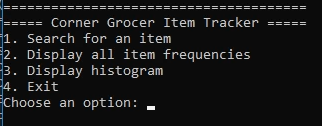 ======================================
===== Corner Grocer Item Tracker =====
1. Search for an item
2. Display all item frequencies
3. Display histogram
4. Exit
Choose an option: _